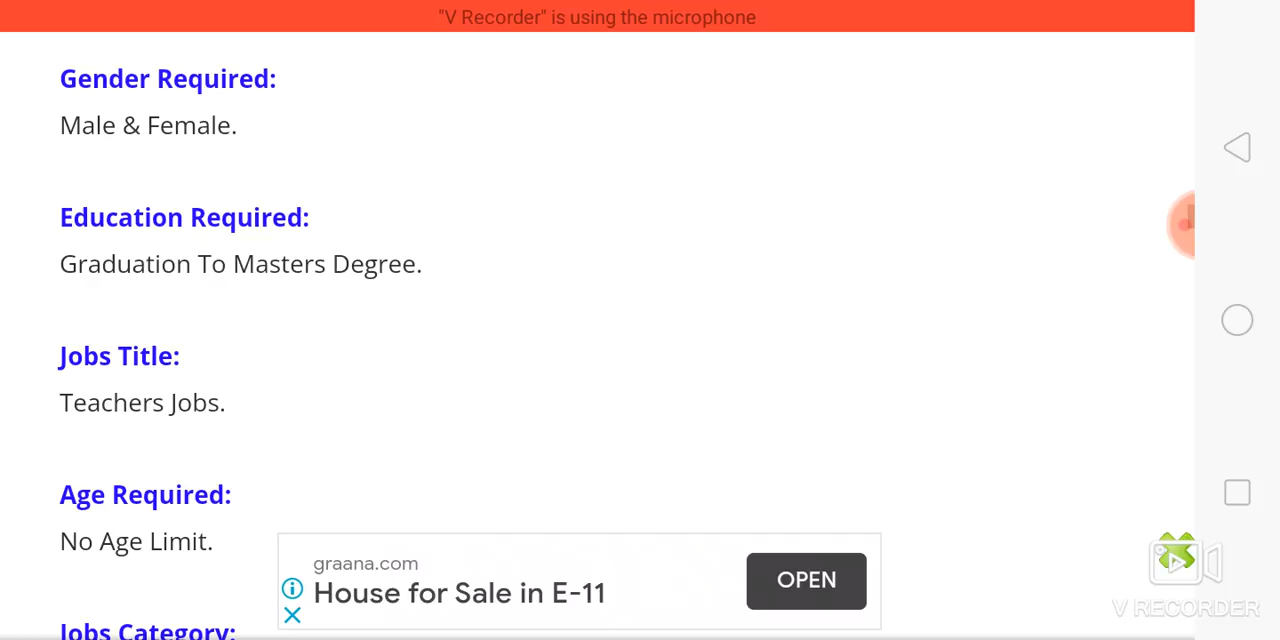 "V Recorder" is using the microphone
Gender Required:
Male & Female.
Education Required:
Graduation To Masters Degree.
Jobs Title:
Teachers Jobs.
Age Required:
No Age Limit.
graana.com
House for Sale in E-11
OPEN
Jobs Category:
V RECORDER